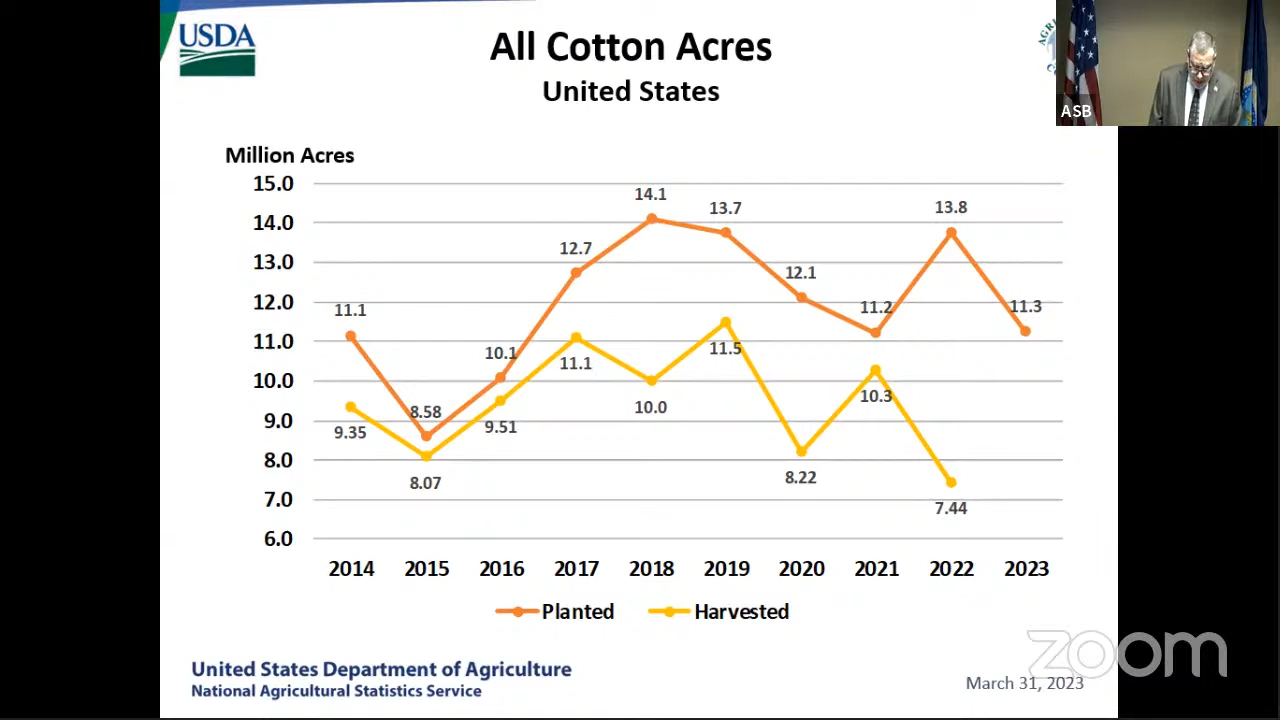 USDA
All Cotton Acres
United States
AGRI
ASB
Million Acres
15.0
14.0
13.0
12.0
11.0
10.0
9.0
8.0
7.0
6.0
11.1
8.58
10.1
12.7
14.1
13.7
12.1
11.2
13.8
11.3
9.35
8.07
9.51
11.1
10.0
11.5
8.22
10.3
7.44
2014 2015 2016 2017 2018 2019 2020 2021 2022 2023
Planted Harvested
United States Department of Agriculture
National Agricultural Statistics Service
zoom
March 31, 2023